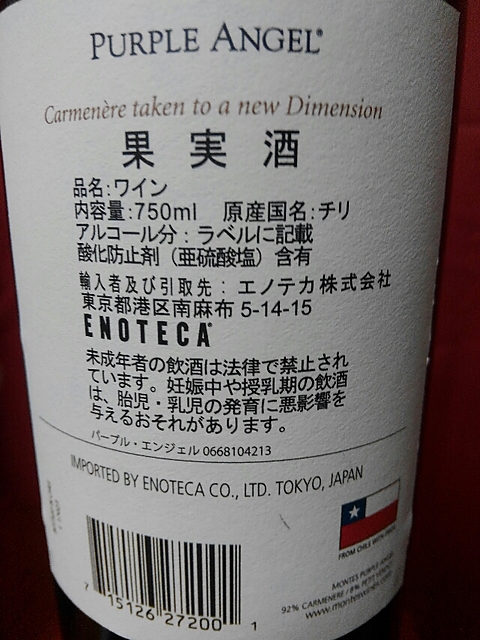 PURPLE ANGEL®
Carmenère taken to a new Dimension
果実酒
品名:ワイン
内容量:750ml 原産国名:チリ
アルコール分:ラベルに記載
酸化防止剤(亜硫酸塩)含有
輸入者及び引取先:エノテカ株式会社
東京都港区南麻布 5-14-15
ENOTECA
未成年者の飲酒は法律で禁止され
ています。妊娠中や授乳期の飲酒
は、胎児・乳児の発育に悪影響を
与えるおそれがあります。
パープル・エンジェル 0668104213
IMPORTED BY ENOTECA CO., LTD. TOKYO, JAPAN
FROM CHILE WITH PRIDE
MONTES PURPLE ANGEL
92% CARMENERE / 8% PETIT VERDOT
www.monteswines.com
7 15126 27200 1